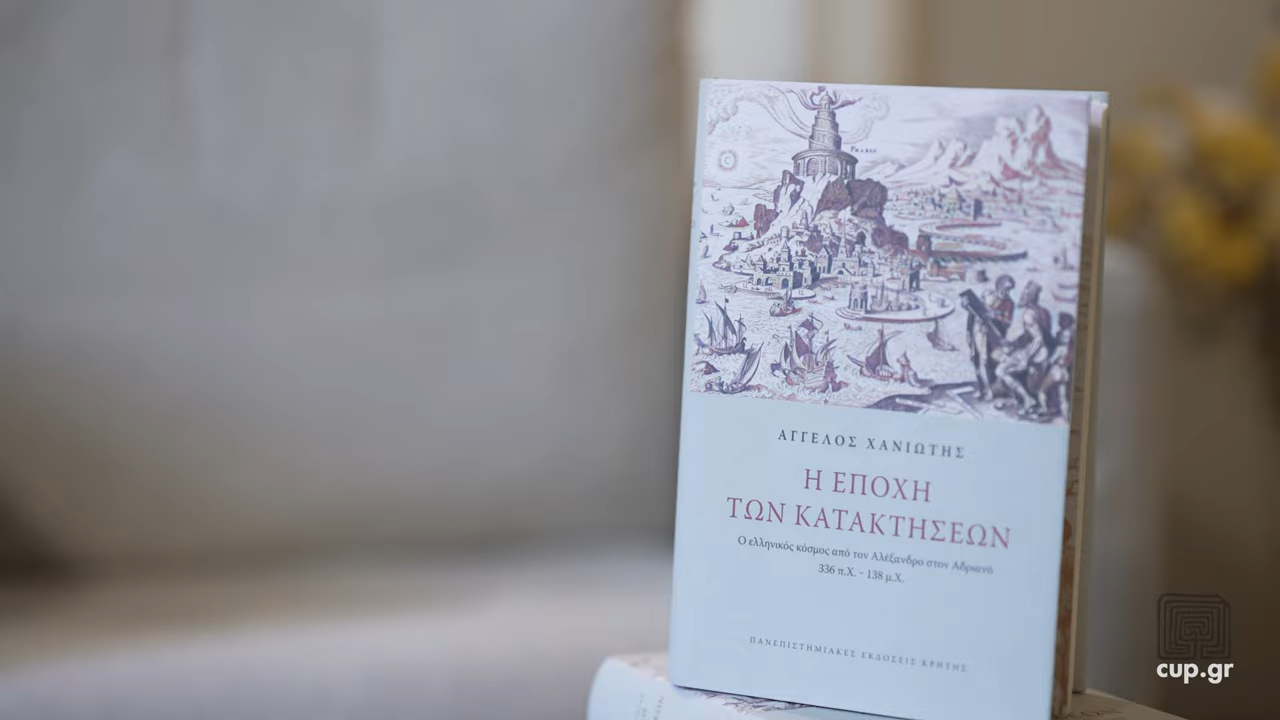 PHAROS
ΑΓΓΕΛΟΣ ΧΑΝΙΩΤΗΣ
Η ΕΠΟΧΗ
ΤΩΝ ΚΑΤΑΚΤΗΣΕΩΝ
Ο ελληνικός κόσμος από τον Αλέξανδρο στον Αδριανό
336 π.Χ. - 138 μ.Χ.
ΠΑΝΕΠΙΣΤΗΜΙΑΚΕΣ ΕΚΔΟΣΕΙΣ ΚΡΗΤΗΣ
cup.gr